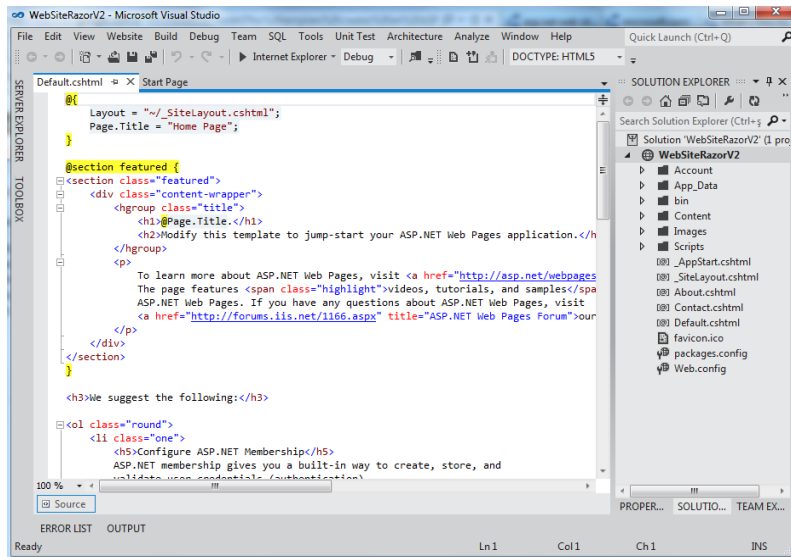 WebSiteRazorV2 - Microsoft Visual Studio
File Edit View Website Build Debug Team SQL Tools Unit Test Architecture Analyze Window Help
Quick Launch (Ctrl+Q)
Internet Explorer Debug DOCTYPE: HTML5
SERVER EXPLORER
TOOLBOX
Default.cshtml Start Page
@{
Layout = "~/_SiteLayout.cshtml";
Page.Title = "Home Page";
}
@section featured {
<section class="featured">
<div class="content-wrapper">
<hgroup class="title">
<h1>@Page.Title.</h1>
<h2>Modify this template to jump-start your ASP.NET Web Pages application.</h
</hgroup>
<p>
To learn more about ASP.NET Web Pages, visit <a href="http://asp.net/webpages
The page features <span class="highlight">videos, tutorials, and samples</spa
ASP.NET Web Pages. If you have any questions about ASP.NET Web Pages, visit
<a href="http://forums.iis.net/1166.aspx" title="ASP.NET Web Pages Forum">our
</p>
</div>
</section>
}
<h3>We suggest the following:</h3>
<ol class="round">
<li class="one">
<h5>Configure ASP.NET Membership</h5>
ASP.NET membership gives you a built-in way to create, store, and
validate user credentials (authentication)
100 %
Source
ERROR LIST OUTPUT
Ready Ln 1 Col 1 Ch 1 INS
SOLUTION EXPLORER
Search Solution Explorer (Ctrl+ş
Solution 'WebSiteRazorV2' (1 pro
WebSiteRazorV2
Account
App_Data
bin
Content
Images
Scripts
_AppStart.cshtml
_SiteLayout.cshtml
About.cshtml
Contact.cshtml
Default.cshtml
favicon.ico
packages.config
Web.config
PROPER... SOLUTIO... TEAM EX...